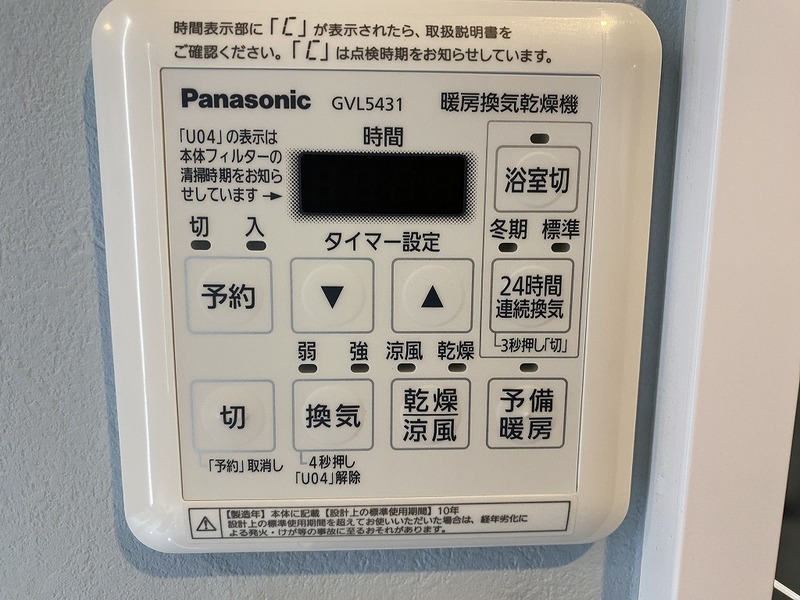 時間表示部に「C」が表示されたら、取扱説明書を
ご確認ください。「C」は点検時期をお知らせしています。
Panasonic GVL5431 暖房換気乾燥機
「U04」の表示は
本体フィルターの
清掃時期をお知ら
せしています→
時間
浴室切
切 入
タイマー設定
冬期 標準
予約
▼
▲
24時間
連続換気
3秒押し「切」
弱 強 涼風 乾燥
切
換気
乾燥
涼風
予備
暖房
「予約」取消し
4秒押し
「U04」解除
【製造年】本体に記載【設計上の標準使用期間】10年
設計上の標準使用期間を超えてお使いいただいた場合は、経年劣化に
よる発火・けが等の事故に至るおそれがあります。